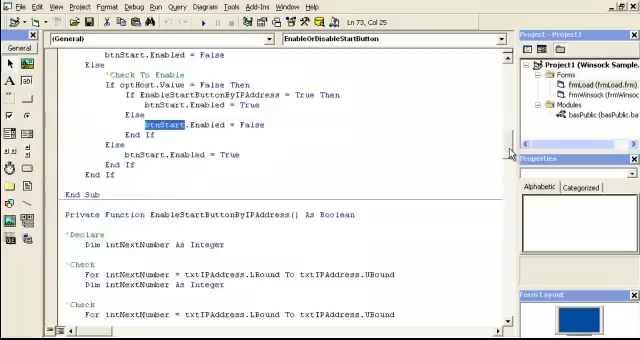 File Edit View Project Format Debug Run Query Diagram Tools Add-Ins Window Help
Ln 73, Col 25
General
(General)
EnableOrDisableStartButton
btnStart.Enabled = False
Else
'Check To Enable
If optHost.Value = False Then
If EnableStartButtonByIPAddress = True Then
btnStart.Enabled = True
Else
btnStart.Enabled = False
End If
Else
btnStart.Enabled = True
End If
End If
End Sub
Private Function EnableStartButtonByIPAddress() As Boolean
'Declare
Dim intNextNumber As Integer
'Check
For intNextNumber = txtIPAddress.LBound To txtIPAddress.UBound
Dim intNextNumber As Integer
'Check
For intNextNumber = txtIPAddress.LBound To txtIPAddress.UBound
Project - Project1
Project1 (Winsock Sample.
Forms
frmLoad (frmLoad.frm)
frmWinsock (frmWinsock
Modules
basPublic (basPublic.ba
Properties
Alphabetic
Categorized
Form Layout